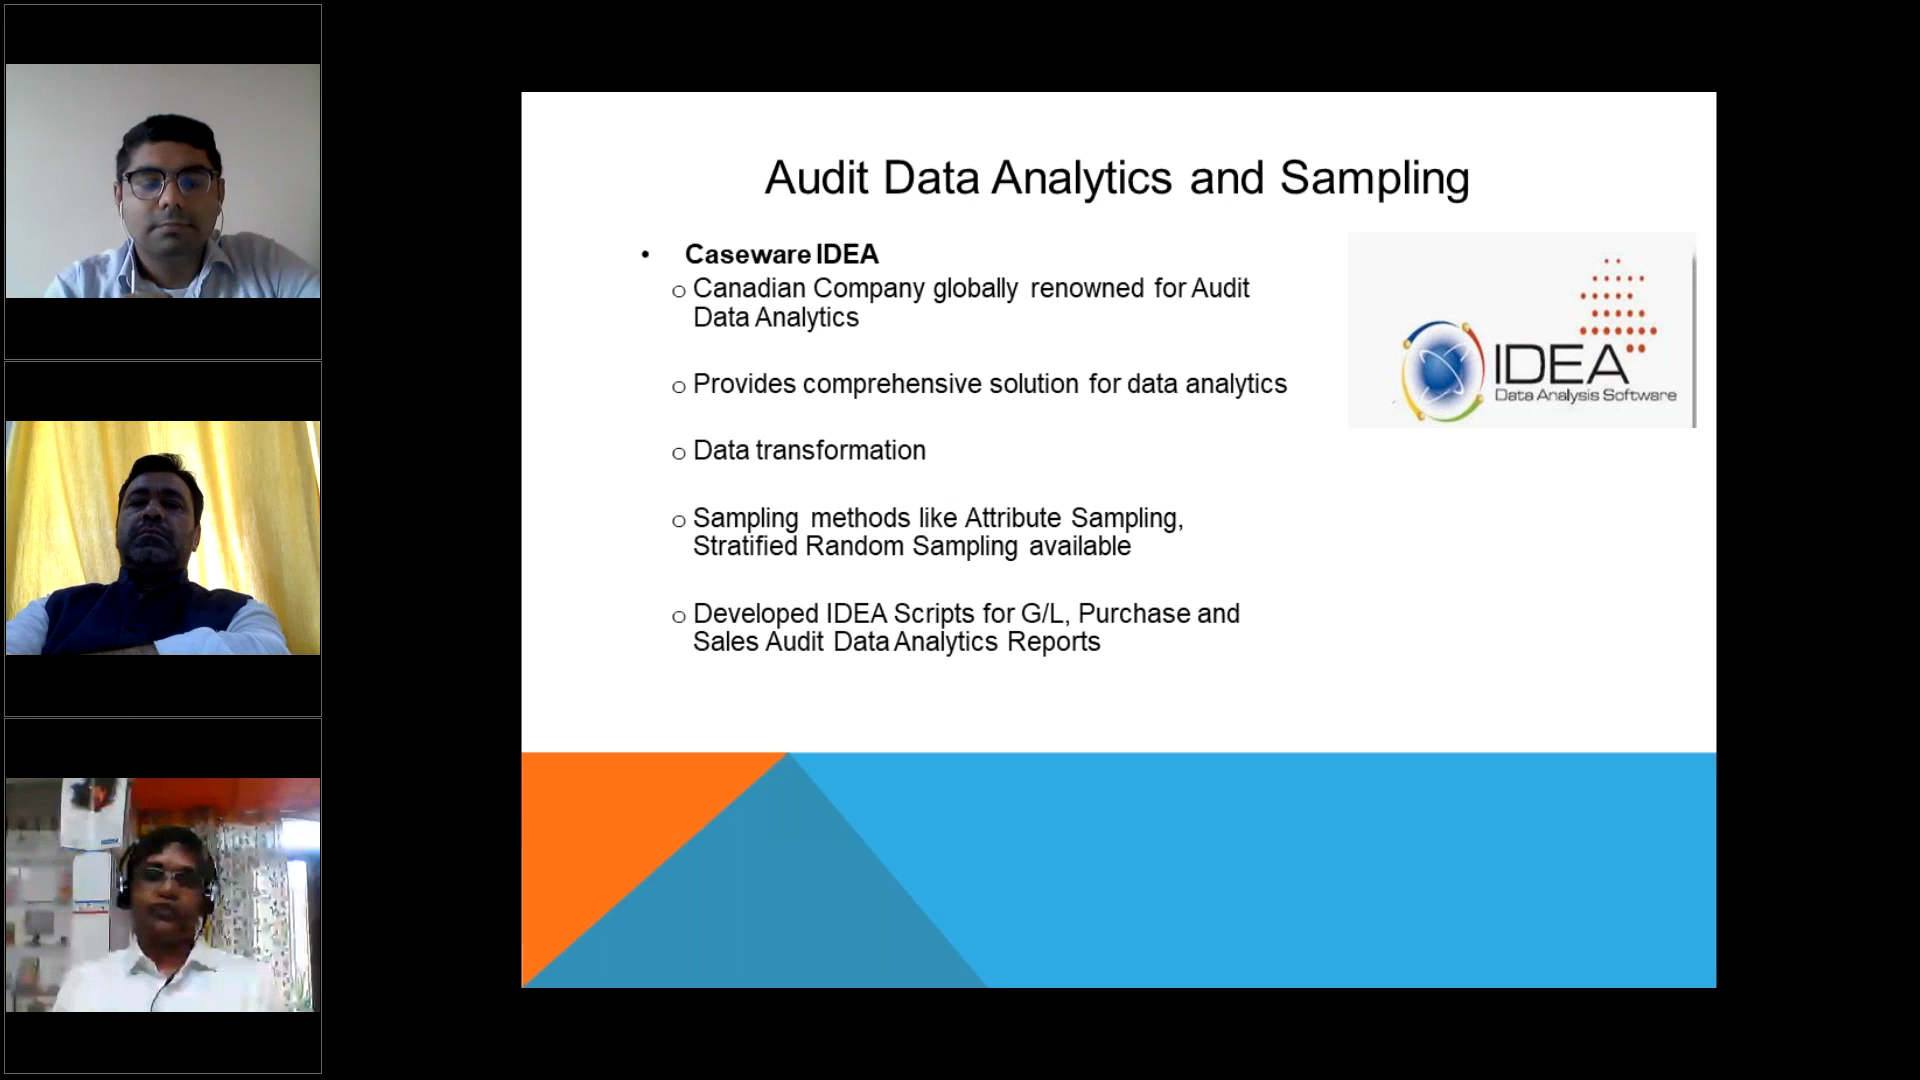 Audit Data Analytics and Sampling
• Caseware IDEA
o Canadian Company globally renowned for Audit
Data Analytics
o Provides comprehensive solution for data analytics
o Data transformation
o Sampling methods like Attribute Sampling,
Stratified Random Sampling available
o Developed IDEA Scripts for G/L, Purchase and
Sales Audit Data Analytics Reports
IDEA
Data Analysis Software